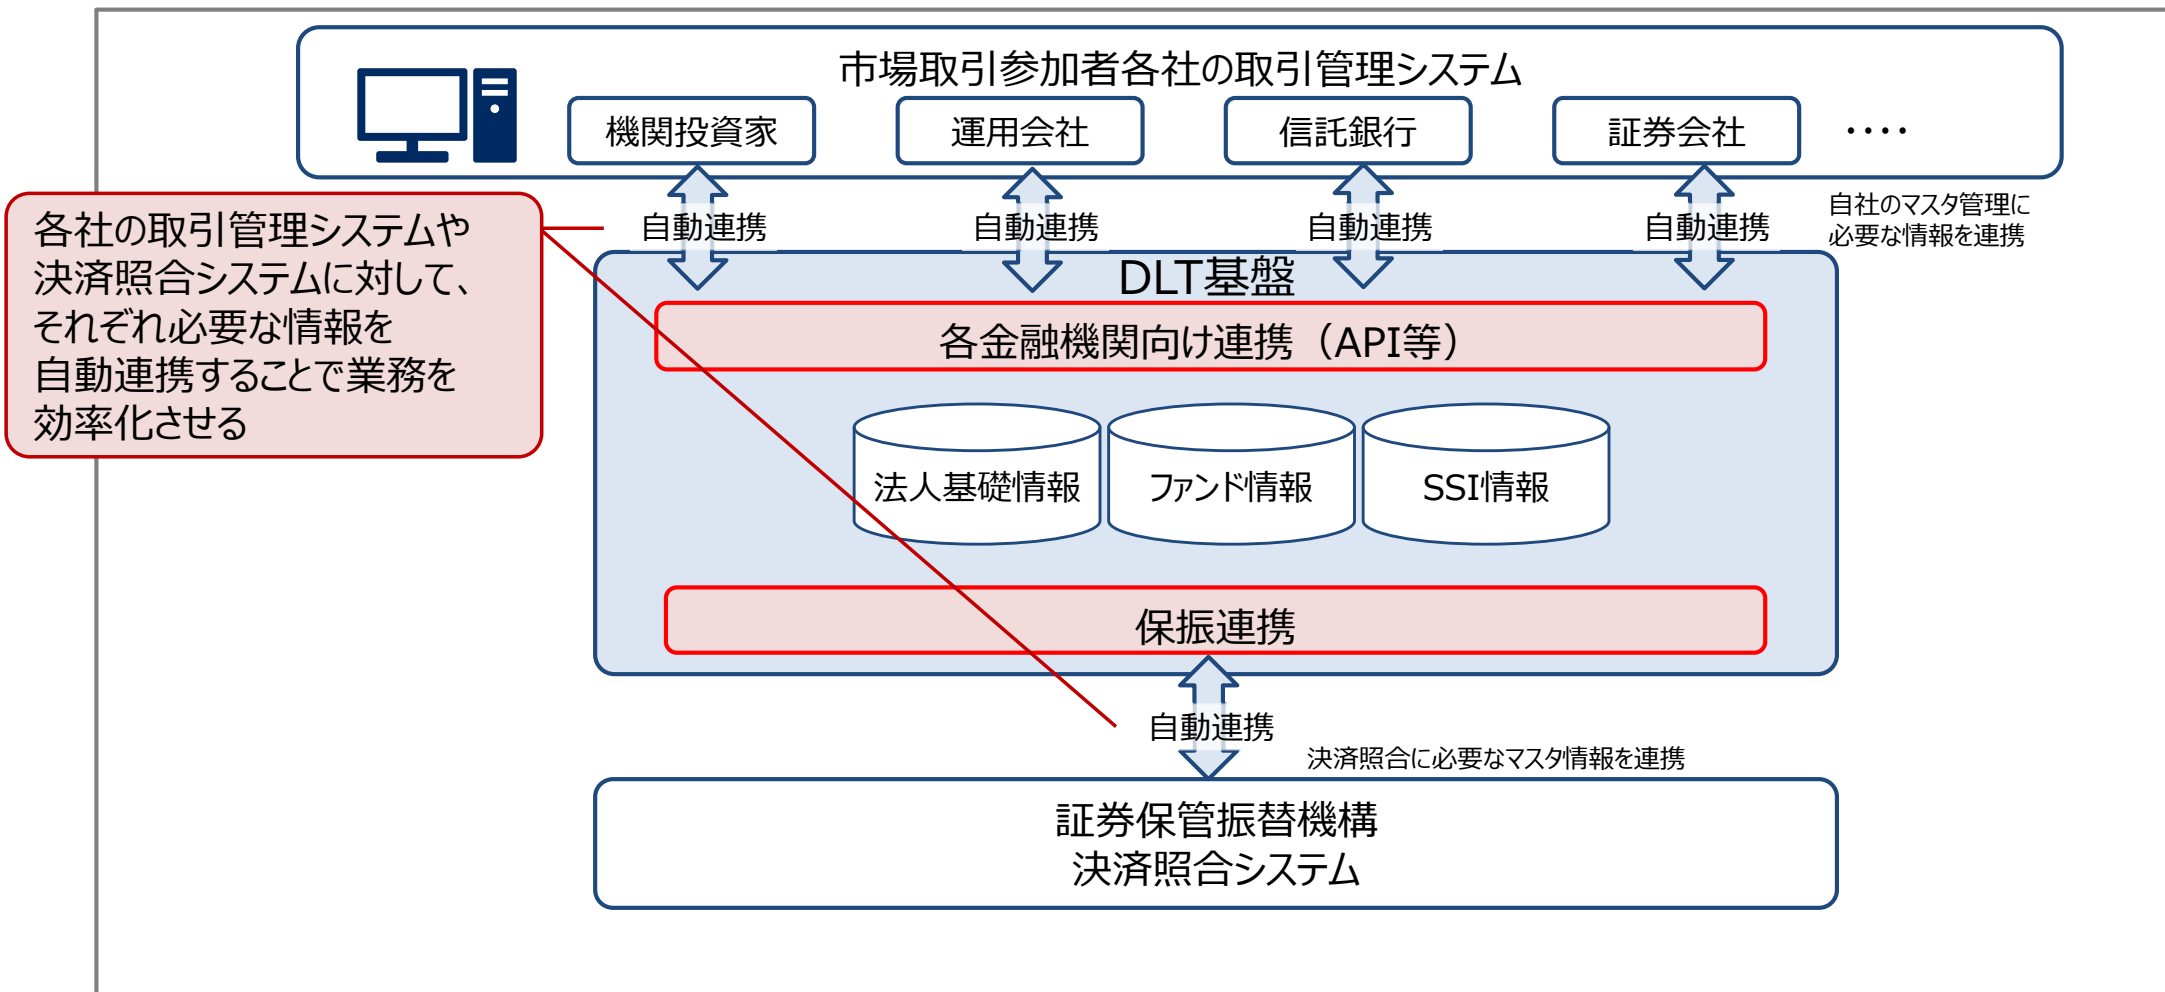 市場取引参加者各社の取引管理システム
機関投資家
運用会社
信託銀行
証券会社
････
自動連携
自動連携
自動連携
自動連携
自社のマスタ管理に
必要な情報を連携
各社の取引管理システムや
決済照合システムに対して、
それぞれ必要な情報を
自動連携することで業務を
効率化させる
DLT基盤
各金融機関向け連携（API等）
法人基礎情報
ファンド情報
SSI情報
保振連携
自動連携
決済照合に必要なマスタ情報を連携
証券保管振替機構
決済照合システム